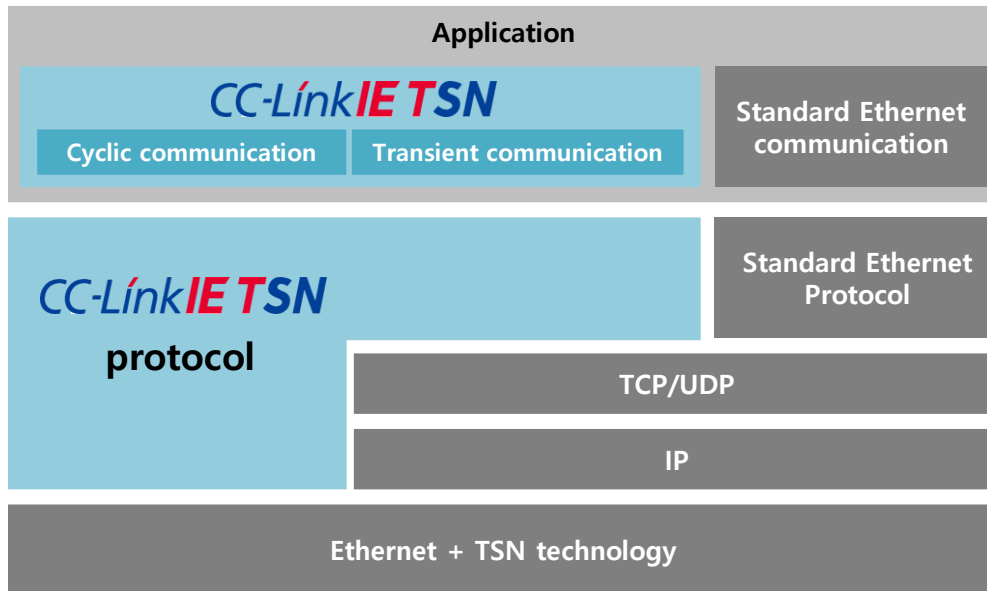 Application
CC-Link IE TSN
Cyclic communication
Transient communication
Standard Ethernet
communication
CC-Link IE TSN
protocol
Standard Ethernet
Protocol
TCP/UDP
IP
Ethernet + TSN technology